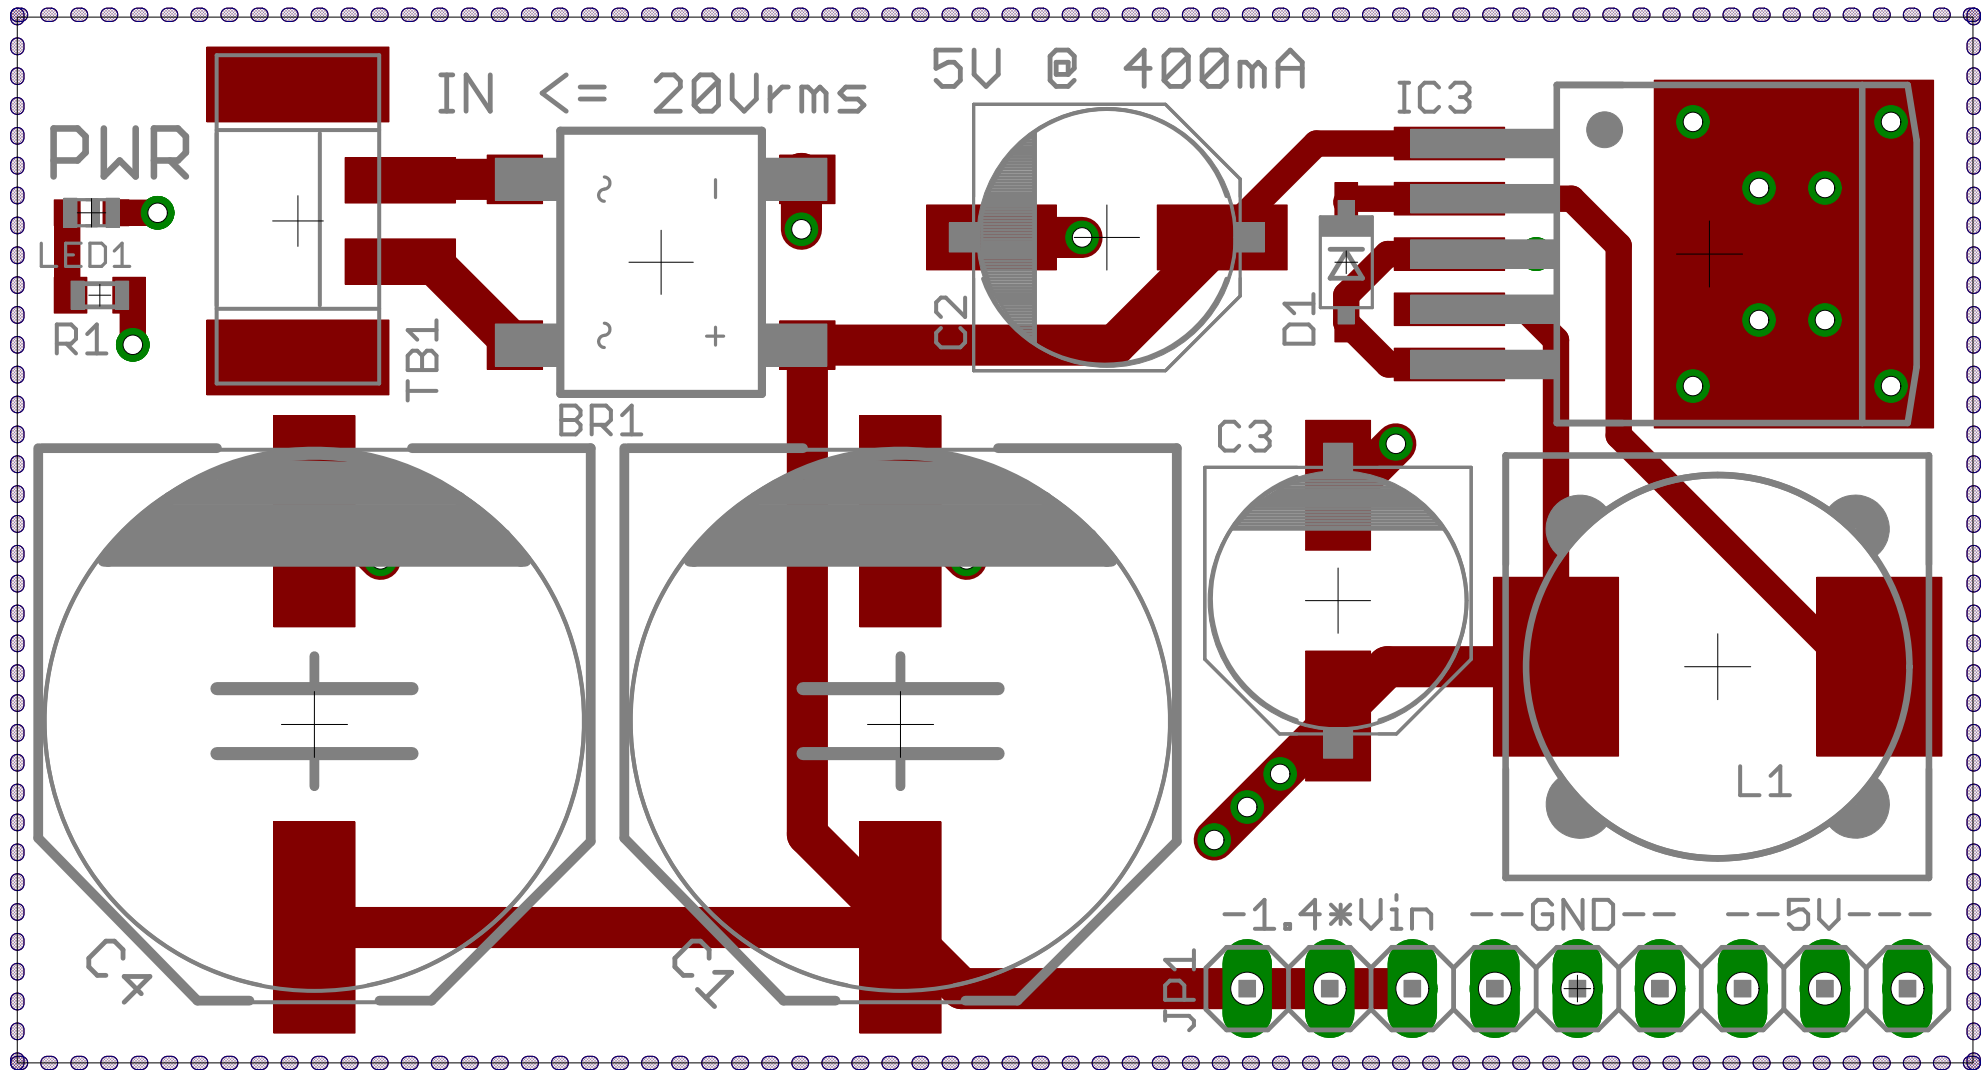 5V @ 400mA
IN <= 20Vrms
IC3
PWR
LED1
R1
TB1
~ -
~ +
BR1
C2
D1
C3
L1
C4
C1
-1.4*Vin --GND-- --5V---
JP1